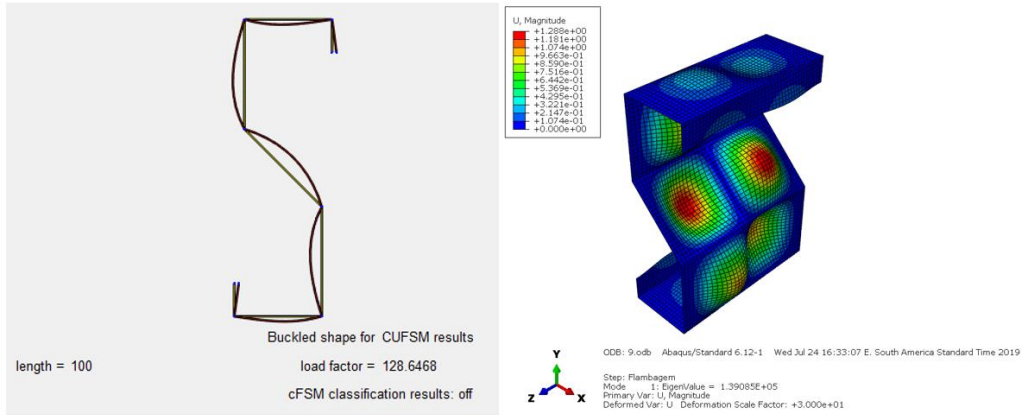 Buckled shape for CUFSM results
length = 100
load factor = 128.6468
cFSM classification results: off
U, Magnitude
+1.288e+00
+1.181e+00
+1.074e+00
+9.663e-01
+8.590e-01
+7.516e-01
+6.442e-01
+5.369e-01
+4.295e-01
+3.221e-01
+2.147e-01
+1.074e-01
+0.000e+00
Y
Z
X
ODB: 9.odb Abaqus/Standard 6.12-1 Wed Jul 24 16:33:07 E. South America Standard Time 2019
Step: Flambagem
Mode 1: EigenValue = 1.39085E+05
Primary Var: U, Magnitude
Deformed Var: U Deformation Scale Factor: +3.000e+01